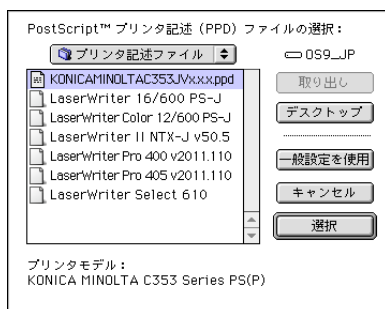 PostScript™ プリンタ記述 (PPD) ファイルの選択：
プリンタ記述ファイル
OS9_JP
KONICAMINOLTAC353JVx.x.x.ppd
LaserWriter 16/600 PS-J
LaserWriter Color 12/600 PS-J
LaserWriter II NTX-J v50.5
LaserWriter Pro 400 v2011.110
LaserWriter Pro 405 v2011.110
LaserWriter Select 610
取り出し
デスクトップ
一般設定を使用
キャンセル
選択
プリンタモデル：
KONICA MINOLTA C353 Series PS(P)